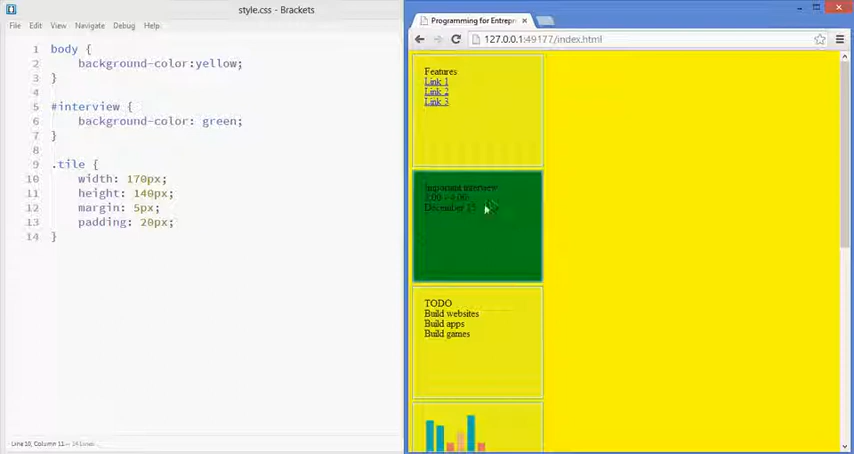 style.css - Brackets
File Edit View Navigate Debug Help
1 body {
2 background-color:yellow;
3 }
4
5 #interview {
6 background-color: green;
7 }
8
9 .tile {
10 width: 170px;
11 height: 140px;
12 margin: 5px;
13 padding: 20px;
14 }
Line 10, Column 11 — 14 Lines
Programming for Entrepr
127.0.0.1:49177/index.html
Features
Link 1
Link 2
Link 3
Important interview
December 15
TODO
Build websites
Build apps
Build games